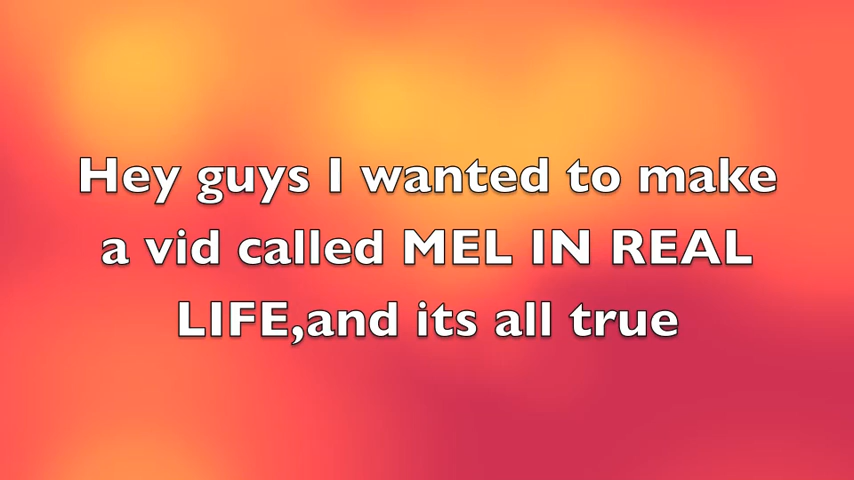 Hey guys I wanted to make
a vid called MEL IN REAL
LIFE,and its all true